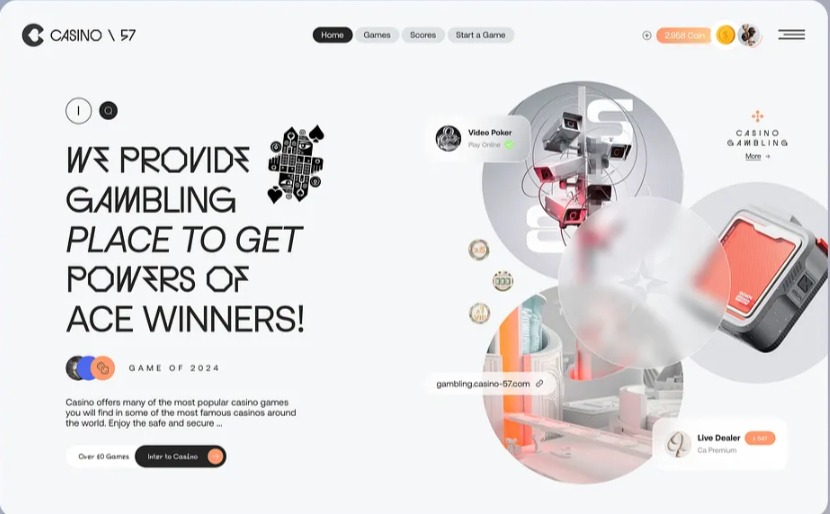 CASINO \ 57
Home
Games
Scores
Start a Game
2.958 Coin
WE PROVIDE
GAMBLING
PLACE TO GET
POWERS OF
ACE WINNERS!
GAME OF 2024
Casino offers many of the most popular casino games
you will find in some of the most famous casinos around
the world. Enjoy the safe and secure ...
Over 60 Games
Inter to Casino
Video Poker
Play Online
CASINO
GAMBLING
More
gambling.casino-57.com
Live Dealer
Ca Premium